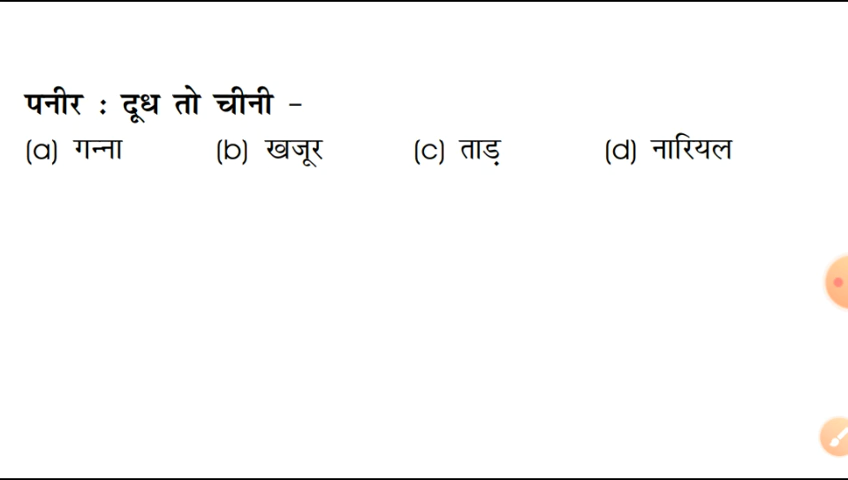 पनीर : दूध तो चीनी -
(a) गन्ना (b) खजूर (c) ताड़ (d) नारियल